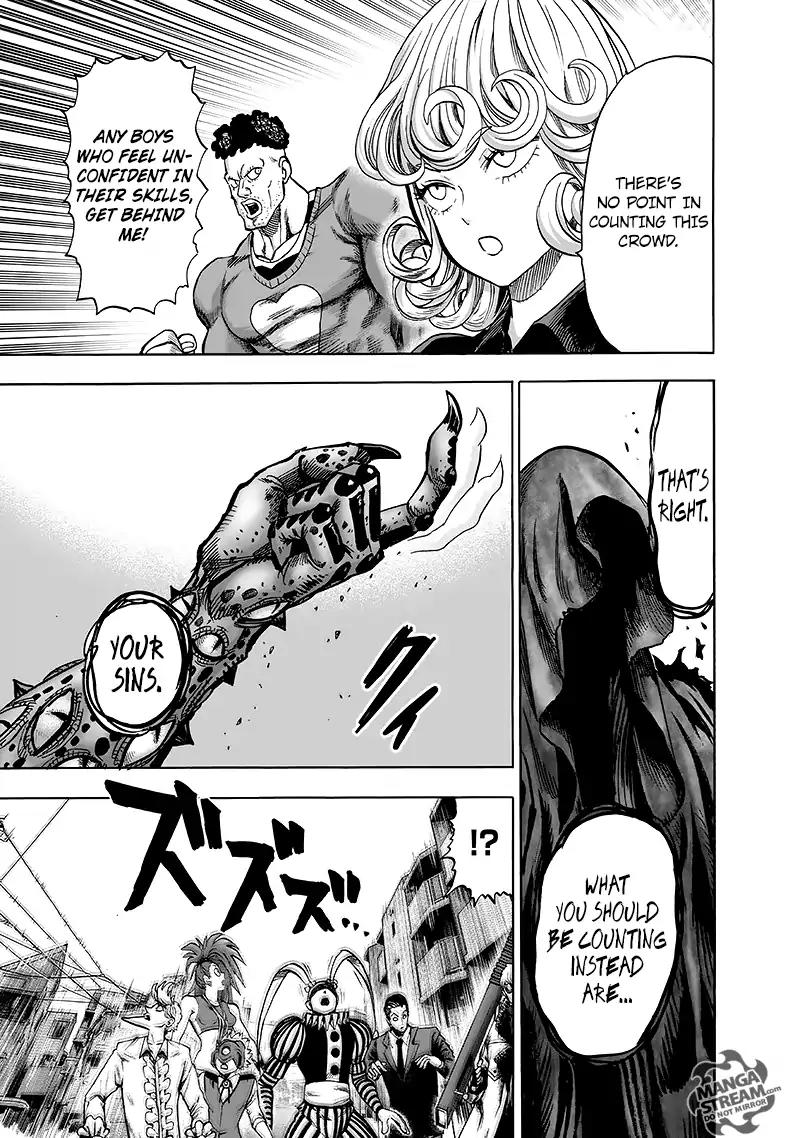 THERE'S
NO POINT IN
COUNTING THIS
CROWD.
ANY BOYS
WHO FEEL UN-
CONFIDENT IN
THEIR SKILLS,
GET BEHIND
ME!
THAT'S
RIGHT.
WHAT
YOU SHOULD
BE COUNTING
INSTEAD
ARE...
YOUR
SINS.
クイ
!?
ズズズ...
MANGA
STREAM.com
DO NOT MIRROR!